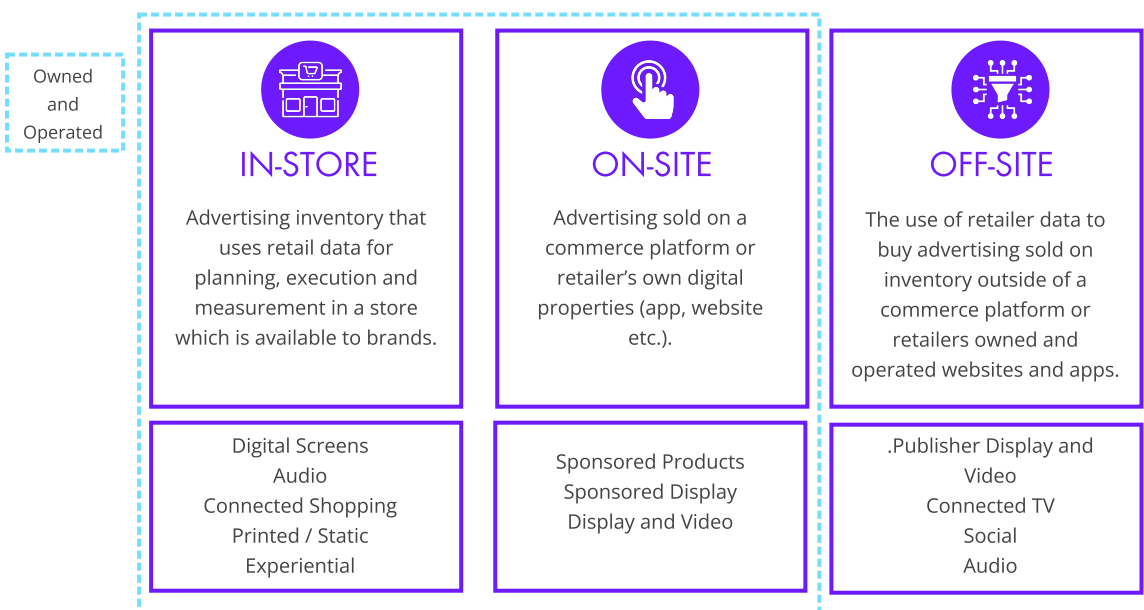 Owned
and
Operated
IN-STORE
Advertising inventory that
uses retail data for
planning, execution and
measurement in a store
which is available to brands.
Digital Screens
Audio
Connected Shopping
Printed / Static
Experiential
ON-SITE
Advertising sold on a
commerce platform or
retailer’s own digital
properties (app, website
etc.).
Sponsored Products
Sponsored Display
Display and Video
OFF-SITE
The use of retailer data to
buy advertising sold on
inventory outside of a
commerce platform or
retailers owned and
operated websites and apps.
.Publisher Display and
Video
Connected TV
Social
Audio